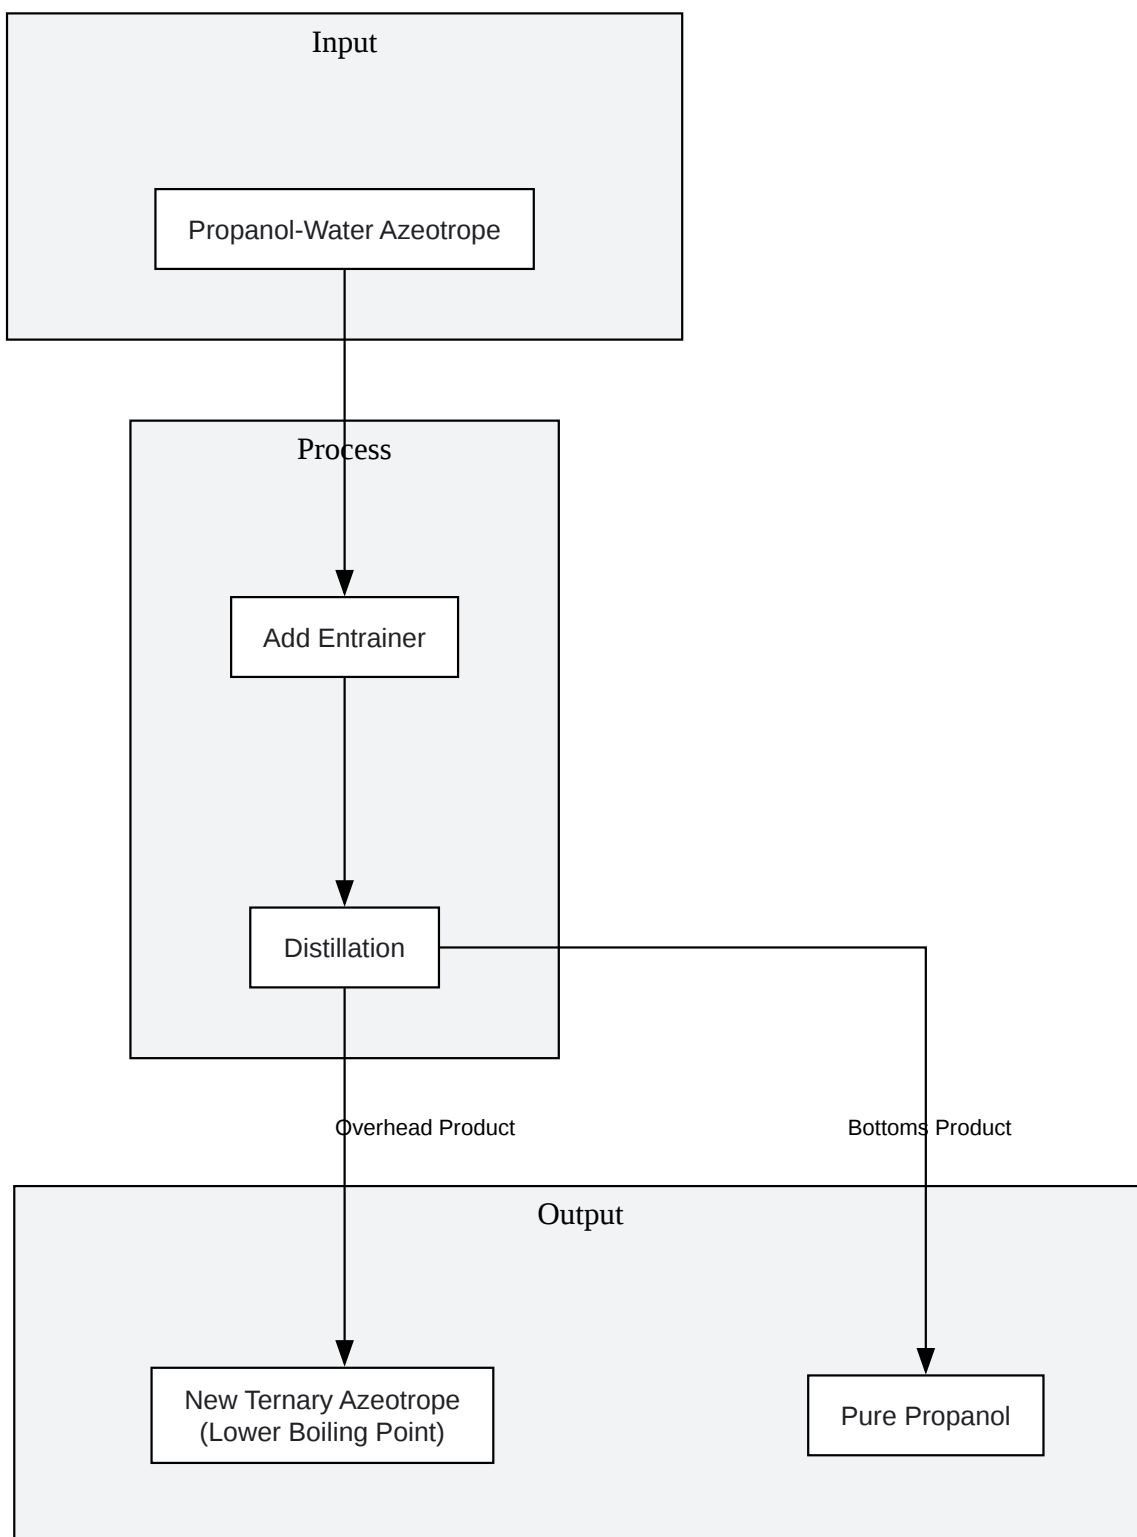 Input
Propanol-Water Azeotrope
Process
Add Entrainer
Distillation
Overhead Product
Bottoms Product
Output
New Ternary Azeotrope
(Lower Boiling Point)
Pure Propanol